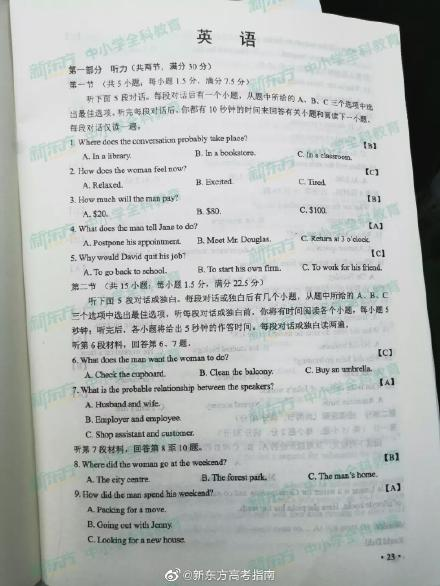 英 语
第一部分 听力（共两节，满分 30 分）
第一节 （共 5 小题；每小题 1.5 分，满分 7.5 分）
听下面 5 段对话。每段对话后有一个小题，从题中所给的 A、B、C 三个选项中选
出最佳选项。听完每段对话后，你都有 10 秒钟的时间来回答有关小题和阅读下一小题。
每段对话仅读一遍。
1. Where does the conversation probably take place? 【B】
A. In a library. B. In a bookstore. C. In a classroom.
2. How does the woman feel now? 【C】
A. Relaxed. B. Excited. C. Tired.
3. How much will the man pay? 【B】
A. $20. B. $80. C. $100.
4. What does the man tell Jane to do? 【A】
A. Postpone his appointment. B. Meet Mr. Douglas. C. Return at 3 o'clock.
5. Why would David quit his job? 【C】
A. To go back to school. B. To start his own firm. C. To work for his friend.
第二节 （共 15 小题；每小题 1.5 分，满分 22.5 分）
听下面 5 段对话或独白。每段对话或独白后有几个小题，从题中所给的 A、B、C
三个选项中选出最佳选项。听每段对话或独白前，你将有时间阅读各个小题，每小题 5
秒钟；听完后，各小题将给出 5 秒钟的作答时间。每段对话或独白读两遍。
听第 6 段材料，回答第 6、7 题。
6. What does the man want the woman to do? 【C】
A. Check the cupboard. B. Clean the balcony. C. Buy an umbrella.
7. What is the probable relationship between the speakers? 【A】
A. Husband and wife.
B. Employer and employee.
C. Shop assistant and customer.
听第 7 段材料，回答第 8 至 10 题。
8. Where did the woman go at the weekend? 【B】
A. The city centre. B. The forest park. C. The man's home.
9. How did the man spend his weekend? 【A】
A. Packing for a move.
B. Going out with Jenny.
C. Looking for a new house.
· 23 ·
新东方 中小学全科教育
@新东方高考指南